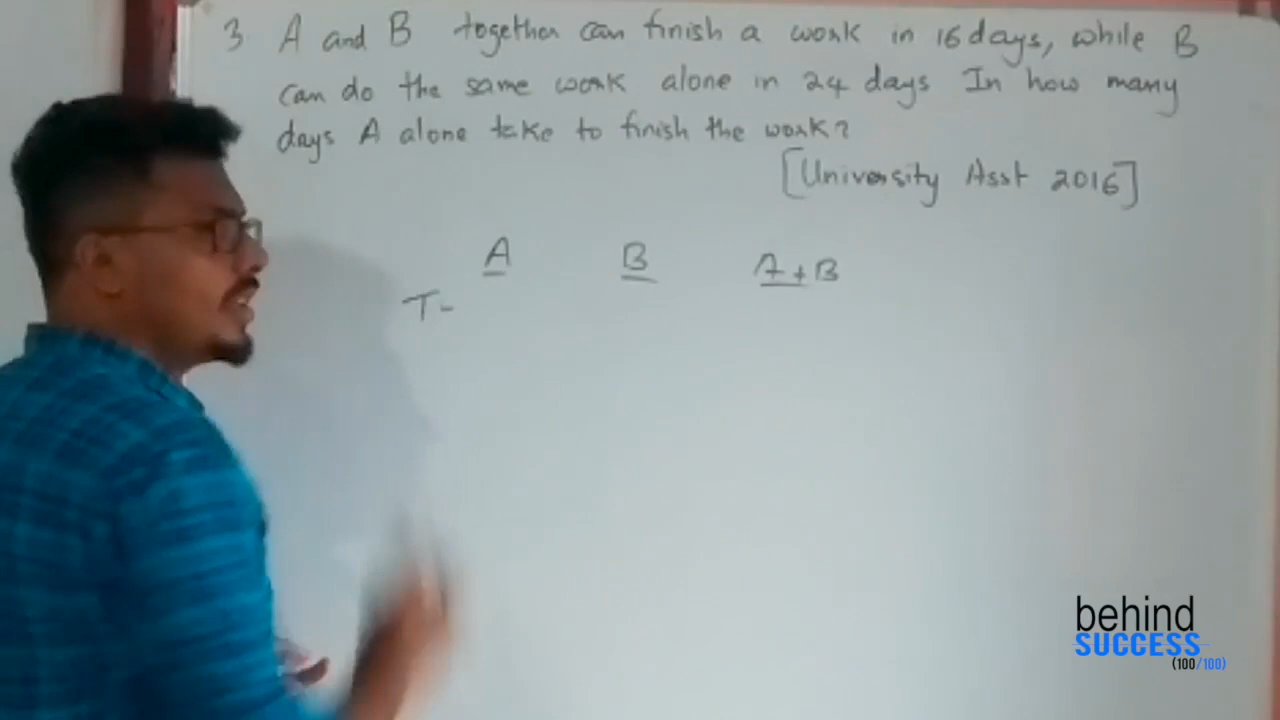 3 A and B together can finish a work in 16 days, while B
can do the same work alone in 24 days In how many
days A alone take to finish the work?
[University Asst 2016]
A B A+B
T-
behind
SUCCESS
(100/100)